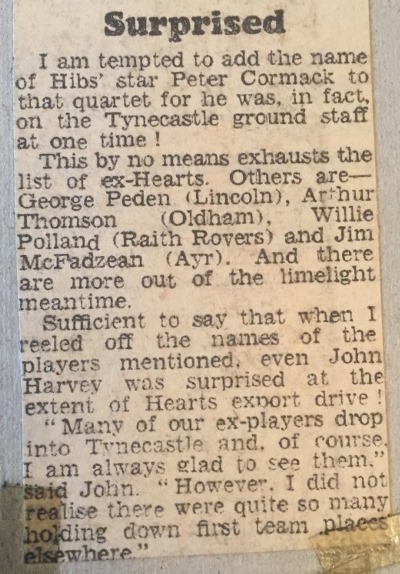 Surprised
I am tempted to add the name
of Hibs' star Peter Cormack to
that quartet for he was, in fact,
on the Tynecastle ground staff
at one time !
This by no means exhausts the
list of ex-Hearts. Others are—
George Peden (Lincoln), Arthur
Thomson (Oldham), Willie
Polland (Raith Rovers) and Jim
McFadzean (Ayr). And there
are more out of the limelight
meantime.
Sufficient to say that when I
reeled off the names of the
players mentioned, even John
Harvey was surprised at the
extent of Hearts export drive !
“ Many of our ex-players drop
into Tynecastle and, of course,
I am always glad to see them,”
said John. “ However, I did not
realise there were quite so many
holding down first team places
elsewhere.”